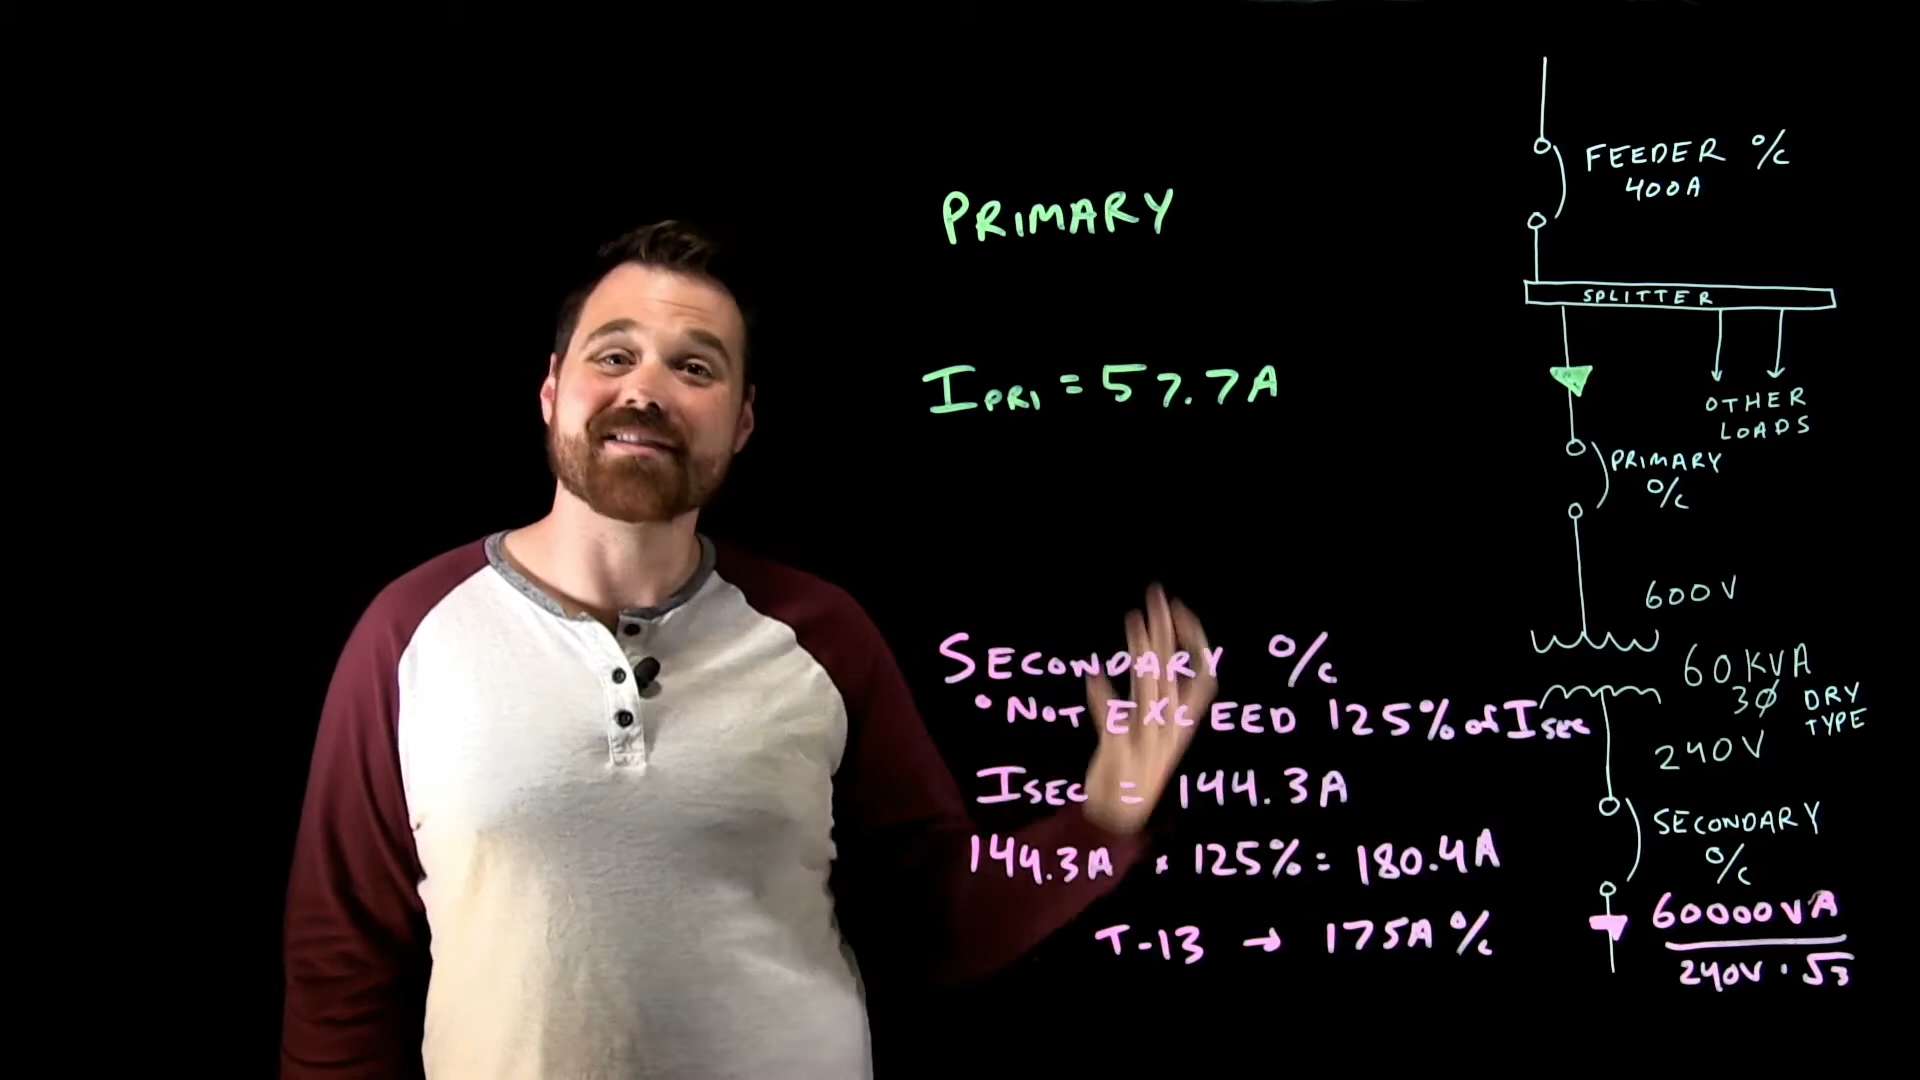 PRIMARY
IPRI = 57.7A
SECONDARY O/C
• NOT EXCEED 125% of Isec
ISEC = 144.3A
144.3A × 125% = 180.4A
T-13 → 175A O/C
FEEDER O/C
400A
SPLITTER
OTHER
LOADS
PRIMARY
O/C
600V
60KVA
3Ø DRY
TYPE
240V
SECONDARY
O/C
60000VA
240V · √3